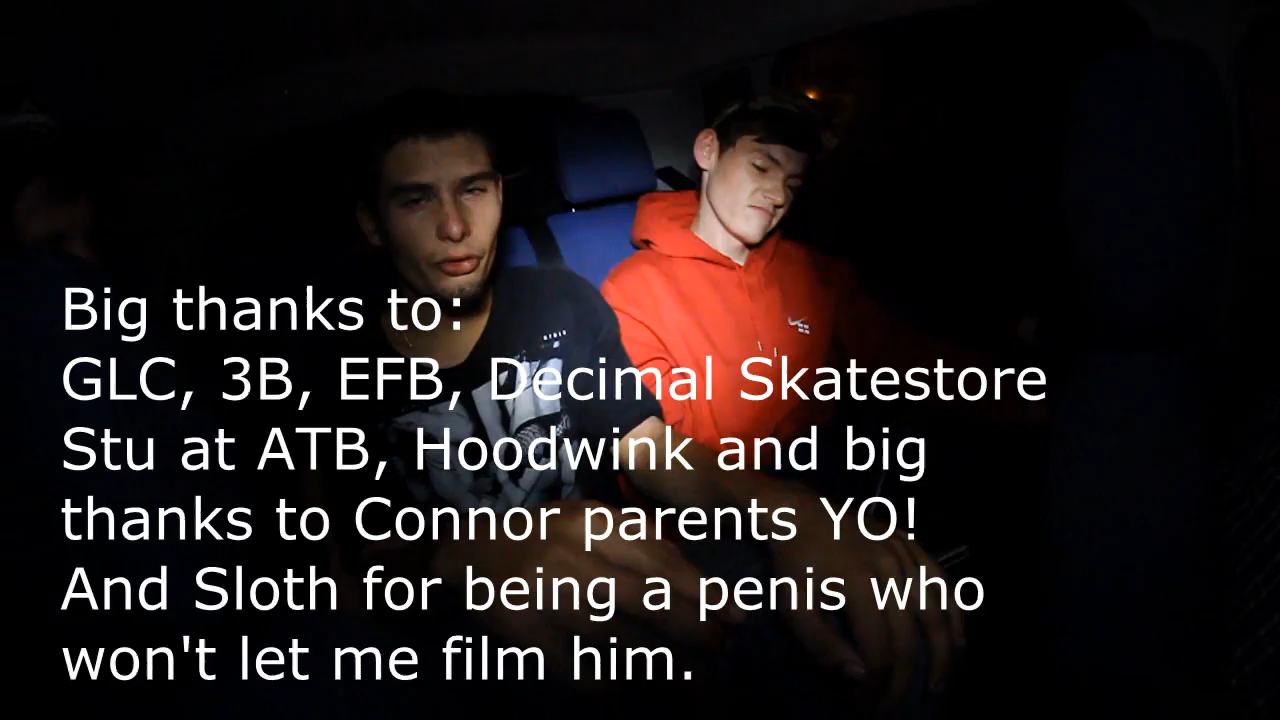 Big thanks to:
GLC, 3B, EFB, Decimal Skatestore
Stu at ATB, Hoodwink and big
thanks to Connor parents YO!
And Sloth for being a penis who
won't let me film him.